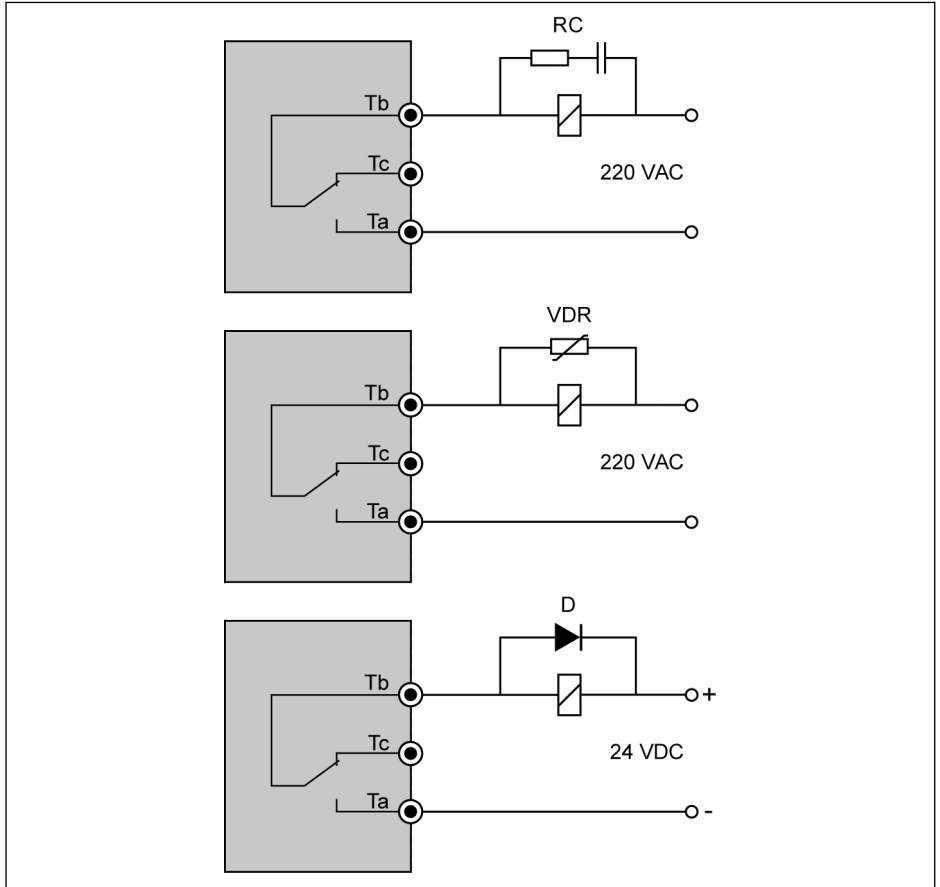 RC
Tb
Tc
220 VAC
Ta
VDR
Tb
Tc
220 VAC
Ta
D
Tb
+
Tc
24 VDC
Ta
-